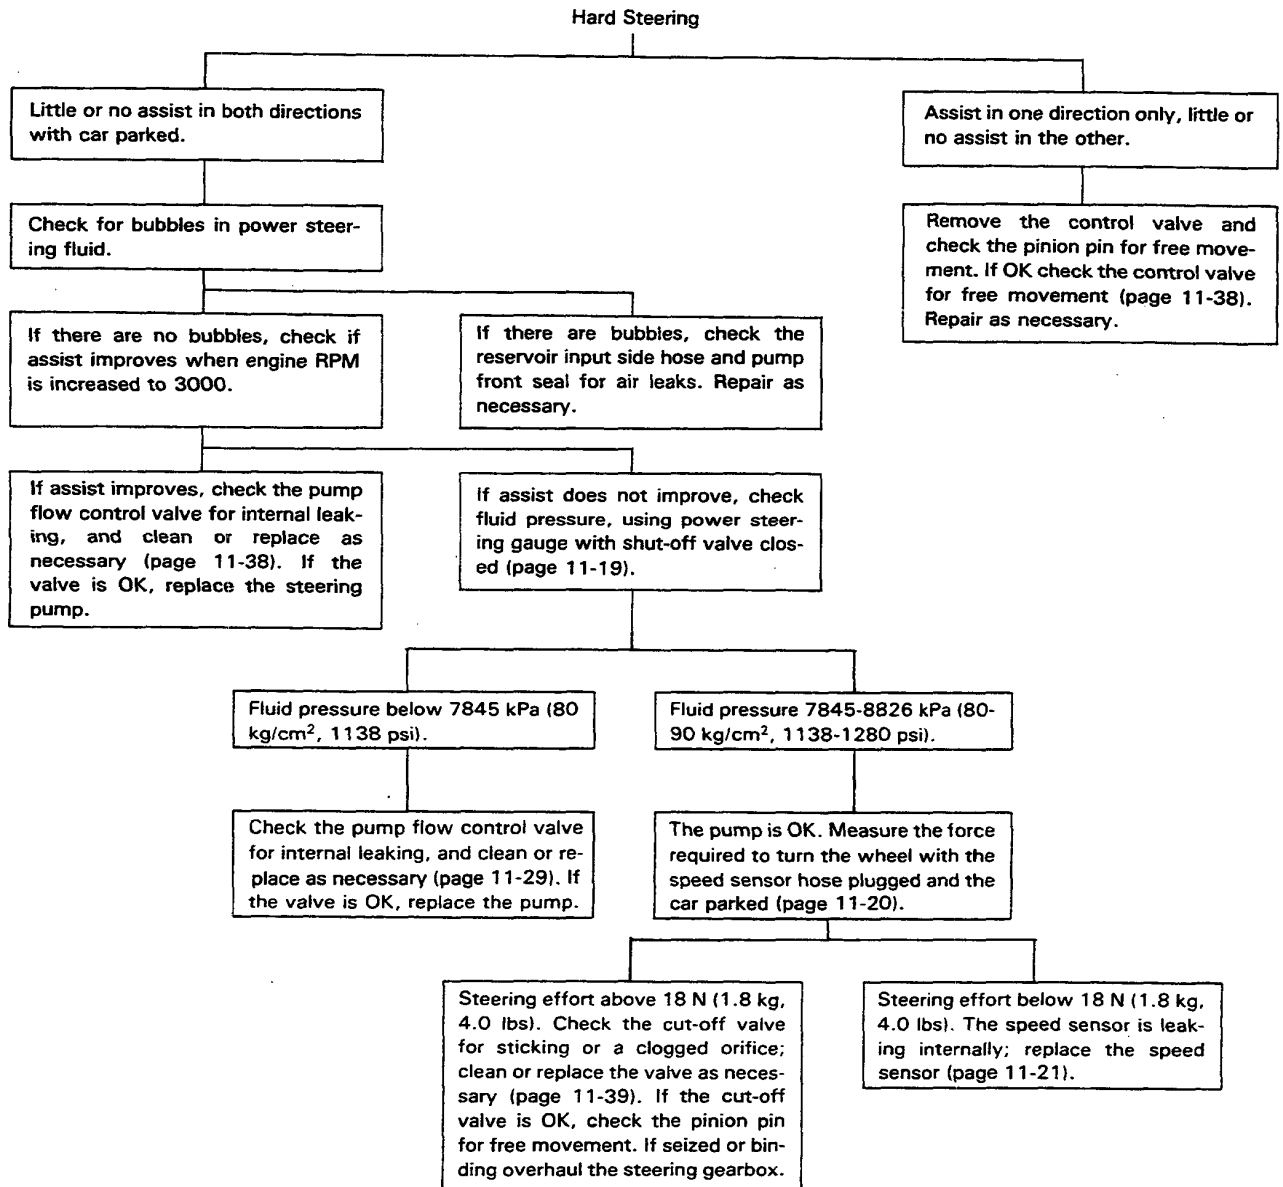 Hard Steering
Little or no assist in both directions
with car parked.
Assist in one direction only, little or
no assist in the other.
Check for bubbles in power steer-
ing fluid.
Remove the control valve and
check the pinion pin for free move-
ment. If OK check the control valve
for free movement (page 11-38).
Repair as necessary.
If there are no bubbles, check if
assist improves when engine RPM
is increased to 3000.
If there are bubbles, check the
reservoir input side hose and pump
front seal for air leaks. Repair as
necessary.
If assist improves, check the pump
flow control valve for internal leak-
ing, and clean or replace as
necessary (page 11-38). If the
valve is OK, replace the steering
pump.
If assist does not improve, check
fluid pressure, using power steer-
ing gauge with shut-off valve clos-
ed (page 11-19).
Fluid pressure below 7845 kPa (80
kg/cm², 1138 psi).
Fluid pressure 7845-8826 kPa (80-
90 kg/cm², 1138-1280 psi).
Check the pump flow control valve
for internal leaking, and clean or re-
place as necessary (page 11-29). If
the valve is OK, replace the pump.
The pump is OK. Measure the force
required to turn the wheel with the
speed sensor hose plugged and the
car parked (page 11-20).
Steering effort above 18 N (1.8 kg,
4.0 lbs). Check the cut-off valve
for sticking or a clogged orifice;
clean or replace the valve as neces-
sary (page 11-39). If the cut-off
valve is OK, check the pinion pin
for free movement. If seized or bin-
ding overhaul the steering gearbox.
Steering effort below 18 N (1.8 kg,
4.0 lbs). The speed sensor is leak-
ing internally; replace the speed
sensor (page 11-21).